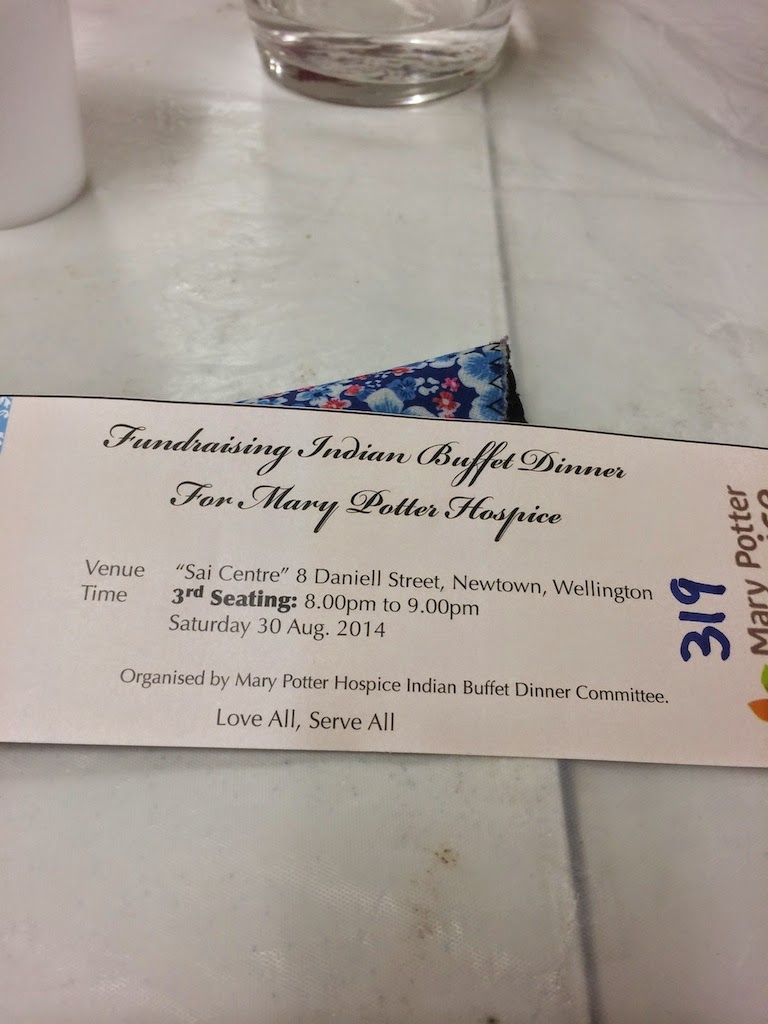 Fundraising Indian Buffet Dinner
For Mary Potter Hospice
Venue "Sai Centre" 8 Daniell Street, Newtown, Wellington
Time 3rd Seating: 8.00pm to 9.00pm
Saturday 30 Aug. 2014
Organised by Mary Potter Hospice Indian Buffet Dinner Committee.
Love All, Serve All
319
Mary Potter